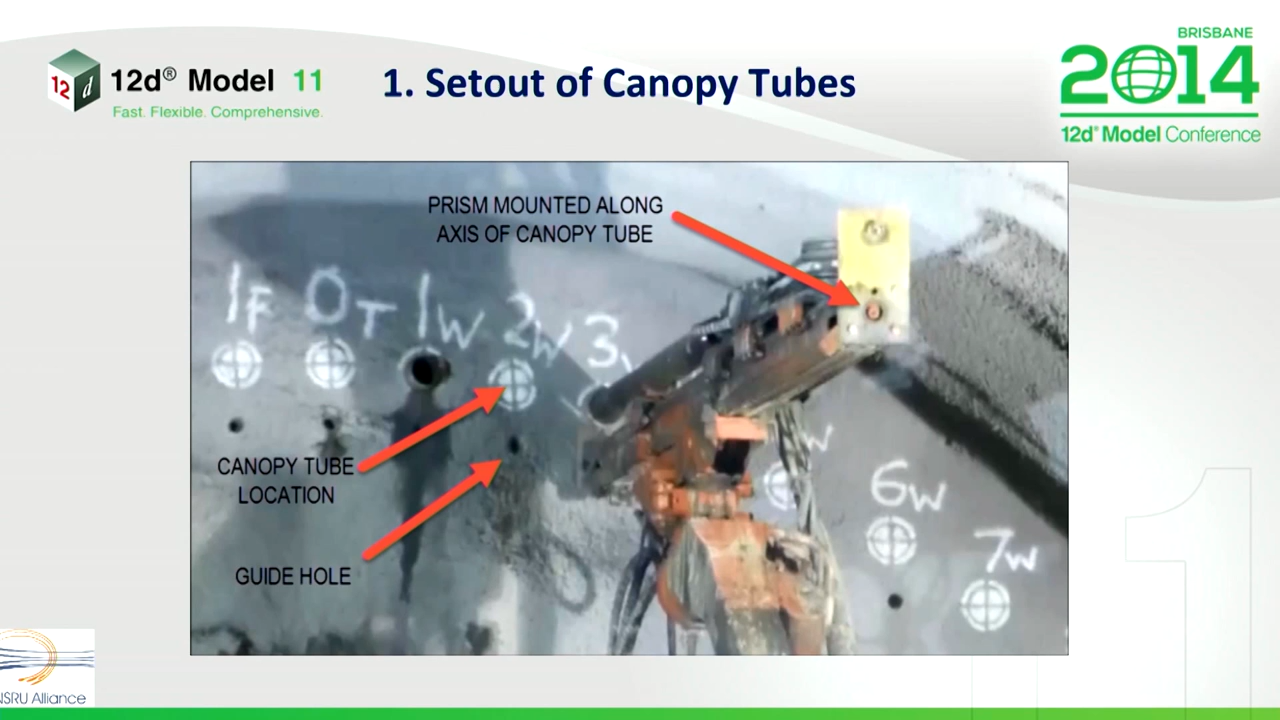 12d® Model 11
Fast. Flexible. Comprehensive.
1. Setout of Canopy Tubes
BRISBANE
2014
12d® Model Conference
PRISM MOUNTED ALONG
AXIS OF CANOPY TUBE
1F 0T 1W 2W 3
CANOPY TUBE
LOCATION
GUIDE HOLE
W
6W
7W
NSRU Alliance
1